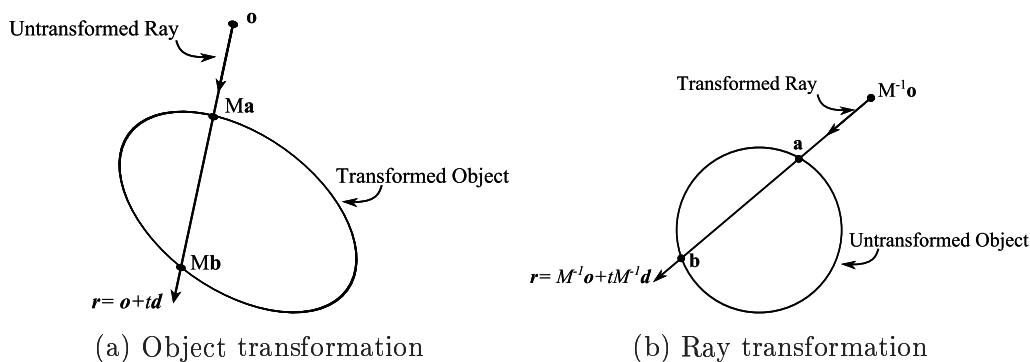 Untransformed Ray
o
Ma
Transformed Object
Mb
r= o+td
(a) Object transformation
Transformed Ray
M⁻¹o
a
Untransformed Object
b
r= M⁻¹o+tM⁻¹d
(b) Ray transformation